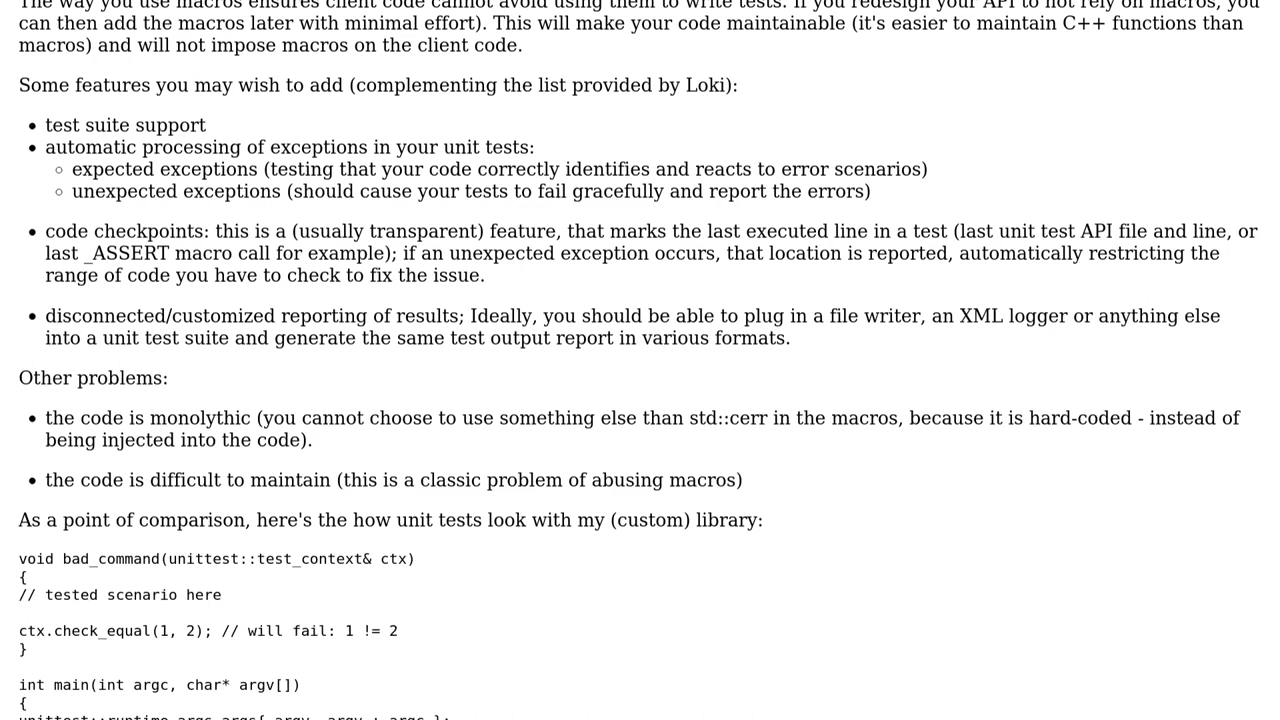 The way you use macros ensures client code cannot avoid using them to write tests. If you redesign your API to not rely on macros, you
can then add the macros later with minimal effort). This will make your code maintainable (it's easier to maintain C++ functions than
macros) and will not impose macros on the client code.
Some features you may wish to add (complementing the list provided by Loki):
• test suite support
• automatic processing of exceptions in your unit tests:
◦ expected exceptions (testing that your code correctly identifies and reacts to error scenarios)
◦ unexpected exceptions (should cause your tests to fail gracefully and report the errors)
• code checkpoints: this is a (usually transparent) feature, that marks the last executed line in a test (last unit test API file and line, or
last _ASSERT macro call for example); if an unexpected exception occurs, that location is reported, automatically restricting the
range of code you have to check to fix the issue.
• disconnected/customized reporting of results; Ideally, you should be able to plug in a file writer, an XML logger or anything else
into a unit test suite and generate the same test output report in various formats.
Other problems:
• the code is monolythic (you cannot choose to use something else than std::cerr in the macros, because it is hard-coded - instead of
being injected into the code).
• the code is difficult to maintain (this is a classic problem of abusing macros)
As a point of comparison, here's the how unit tests look with my (custom) library:
void bad_command(unittest::test_context& ctx)
{
// tested scenario here
ctx.check_equal(1, 2); // will fail: 1 != 2
}
int main(int argc, char* argv[])
{
unittest::runtime_args args{ argv, argv + argc };